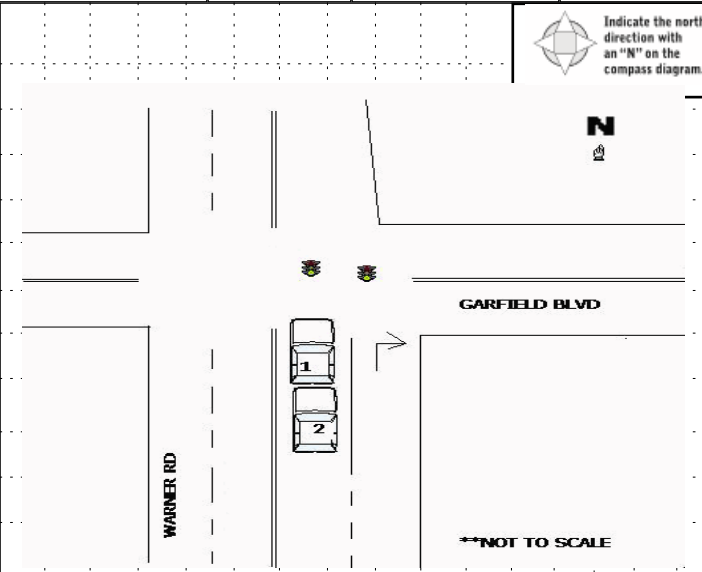 Indicate the north
direction with
an "N" on the
compass diagram.
N
GARFIELD BLVD
1
2
WARNER RD
**NOT TO SCALE